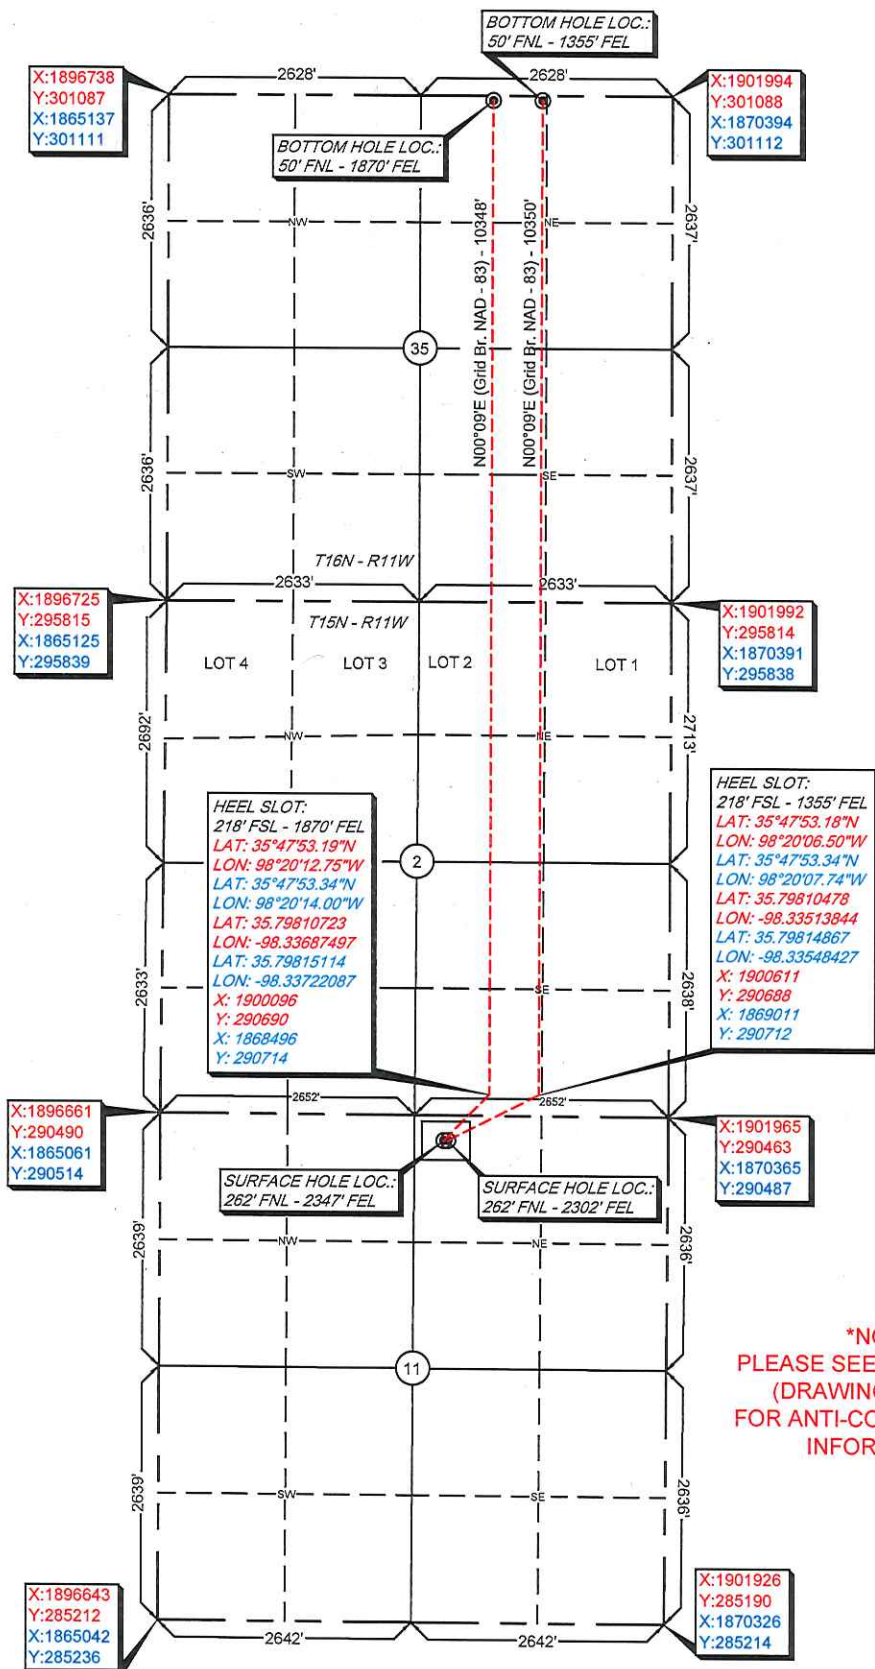 BOTTOM HOLE LOC.:
50' FNL - 1355' FEL
2628'
2628'
X:1896738
Y:301087
X:1865137
Y:301111
X:1901994
Y:301088
X:1870394
Y:301112
BOTTOM HOLE LOC.:
50' FNL - 1870' FEL
2636'
NW
N00°09'E (Grid Br. NAD - 83) - 10348'
N00°09'E (Grid Br. NAD - 83) - 10350'
NE
2637'
35
2636'
SW
SE
2637'
T16N - R11W
2633'
2633'
T15N - R11W
X:1896725
Y:295815
X:1865125
Y:295839
X:1901992
Y:295814
X:1870391
Y:295838
LOT 4
LOT 3
LOT 2
LOT 1
2692'
NW
NE
2713'
HEEL SLOT:
218' FSL - 1870' FEL
LAT: 35°47'53.19"N
LON: 98°20'12.75"W
LAT: 35°47'53.34"N
LON: 98°20'14.00"W
LAT: 35.79810723
LON: -98.33687497
LAT: 35.79815114
LON: -98.33722087
X: 1900096
Y: 290690
X: 1868496
Y: 290714
HEEL SLOT:
218' FSL - 1355' FEL
LAT: 35°47'53.18"N
LON: 98°20'06.50"W
LAT: 35°47'53.34"N
LON: 98°20'07.74"W
LAT: 35.79810478
LON: -98.33513844
LAT: 35.79814867
LON: -98.33548427
X: 1900611
Y: 290688
X: 1869011
Y: 290712
2
2633'
SE
2638'
2652'
2652'
X:1896661
Y:290490
X:1865061
Y:290514
X:1901965
Y:290463
X:1870365
Y:290487
SURFACE HOLE LOC.:
262' FNL - 2347' FEL
SURFACE HOLE LOC.:
262' FNL - 2302' FEL
2639'
NW
NE
2636'
11
*NO
PLEASE SEE
(DRAWING
FOR ANTI-CO
INFOR
2639'
SW
SE
2636'
X:1896643
Y:285212
X:1865042
Y:285236
X:1901926
Y:285190
X:1870326
Y:285214
2642'
2642'